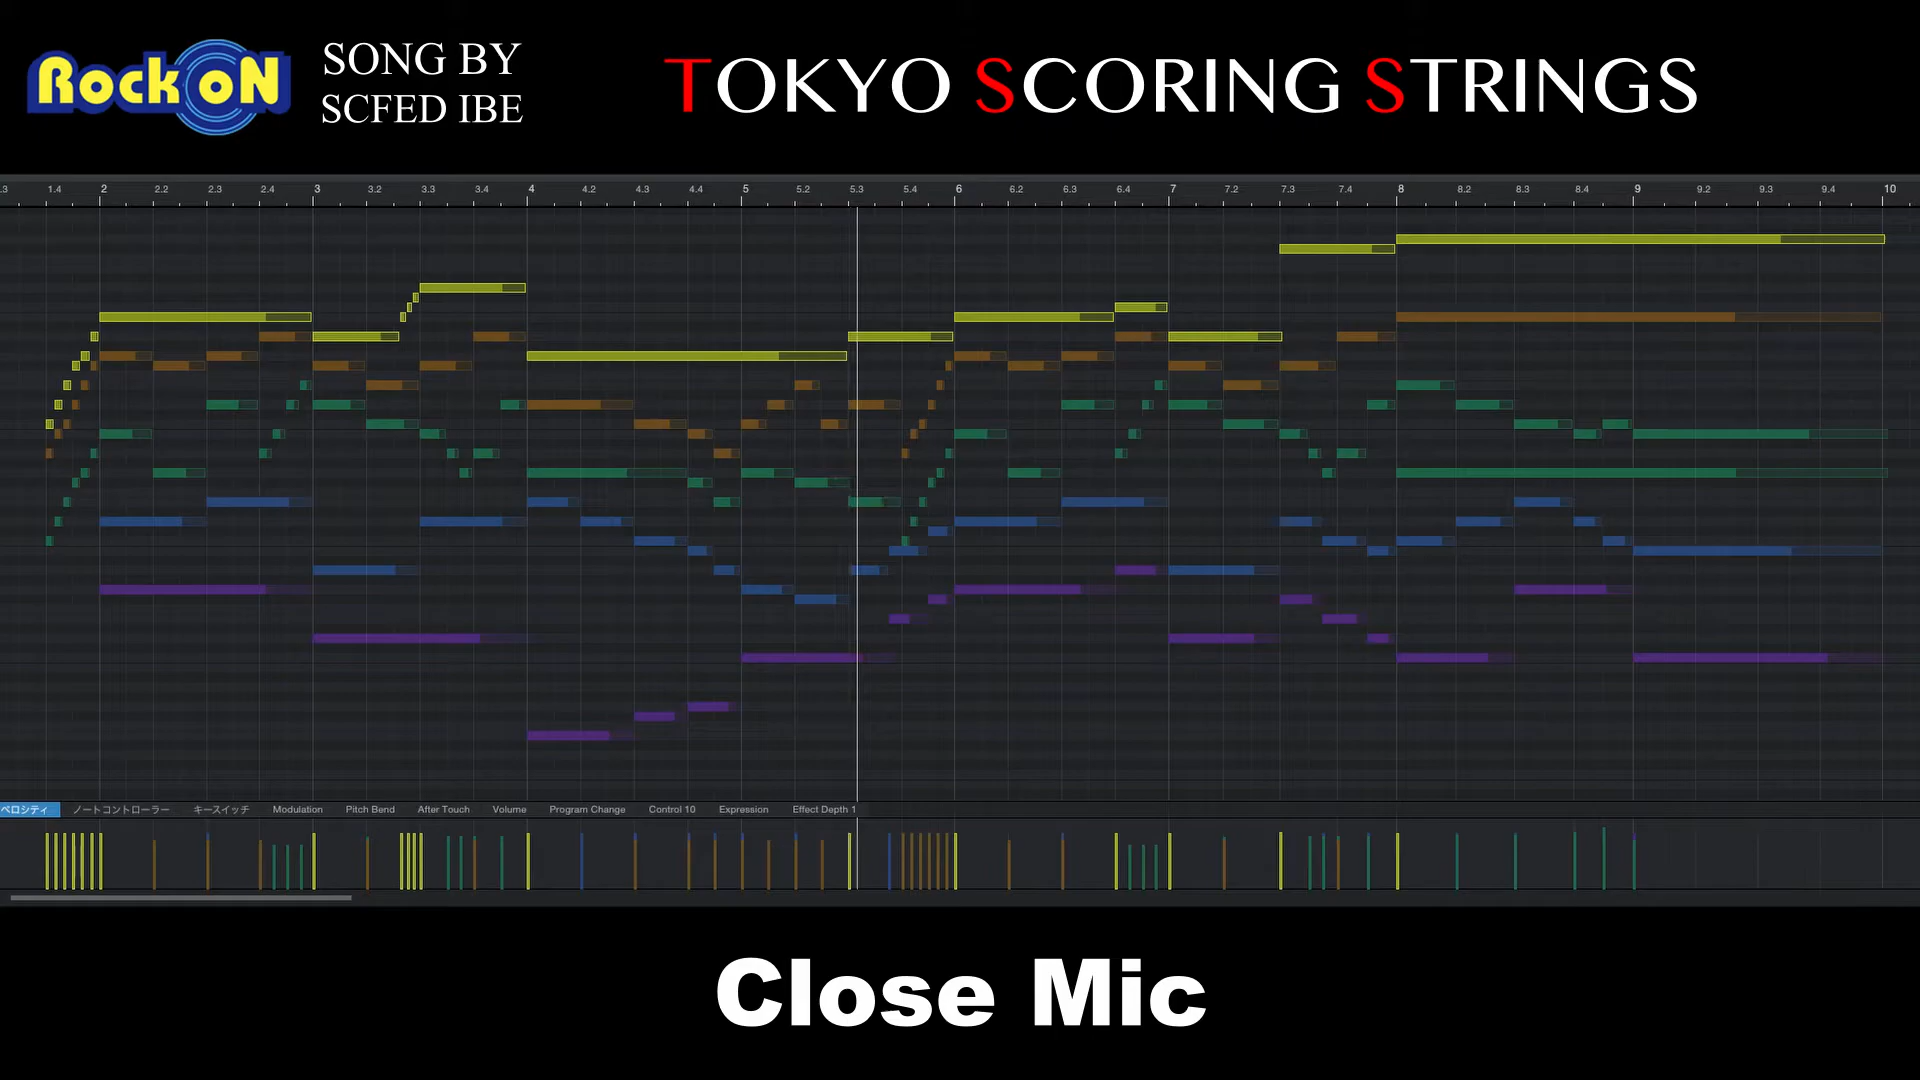 Rock oN
SONG BY
SCFED IBE
TOKYO SCORING STRINGS
.3 1.4 2 2.2 2.3 2.4 3 3.2 3.3 3.4 4 4.2 4.3 4.4 5 5.2 5.3 5.4 6 6.2 6.3 6.4 7 7.2 7.3 7.4 8 8.2 8.3 8.4 9 9.2 9.3 9.4 10
ベロシティ ノートコントローラー キースイッチ Modulation Pitch Bend After Touch Volume Program Change Control 10 Expression Effect Depth 1
Close Mic